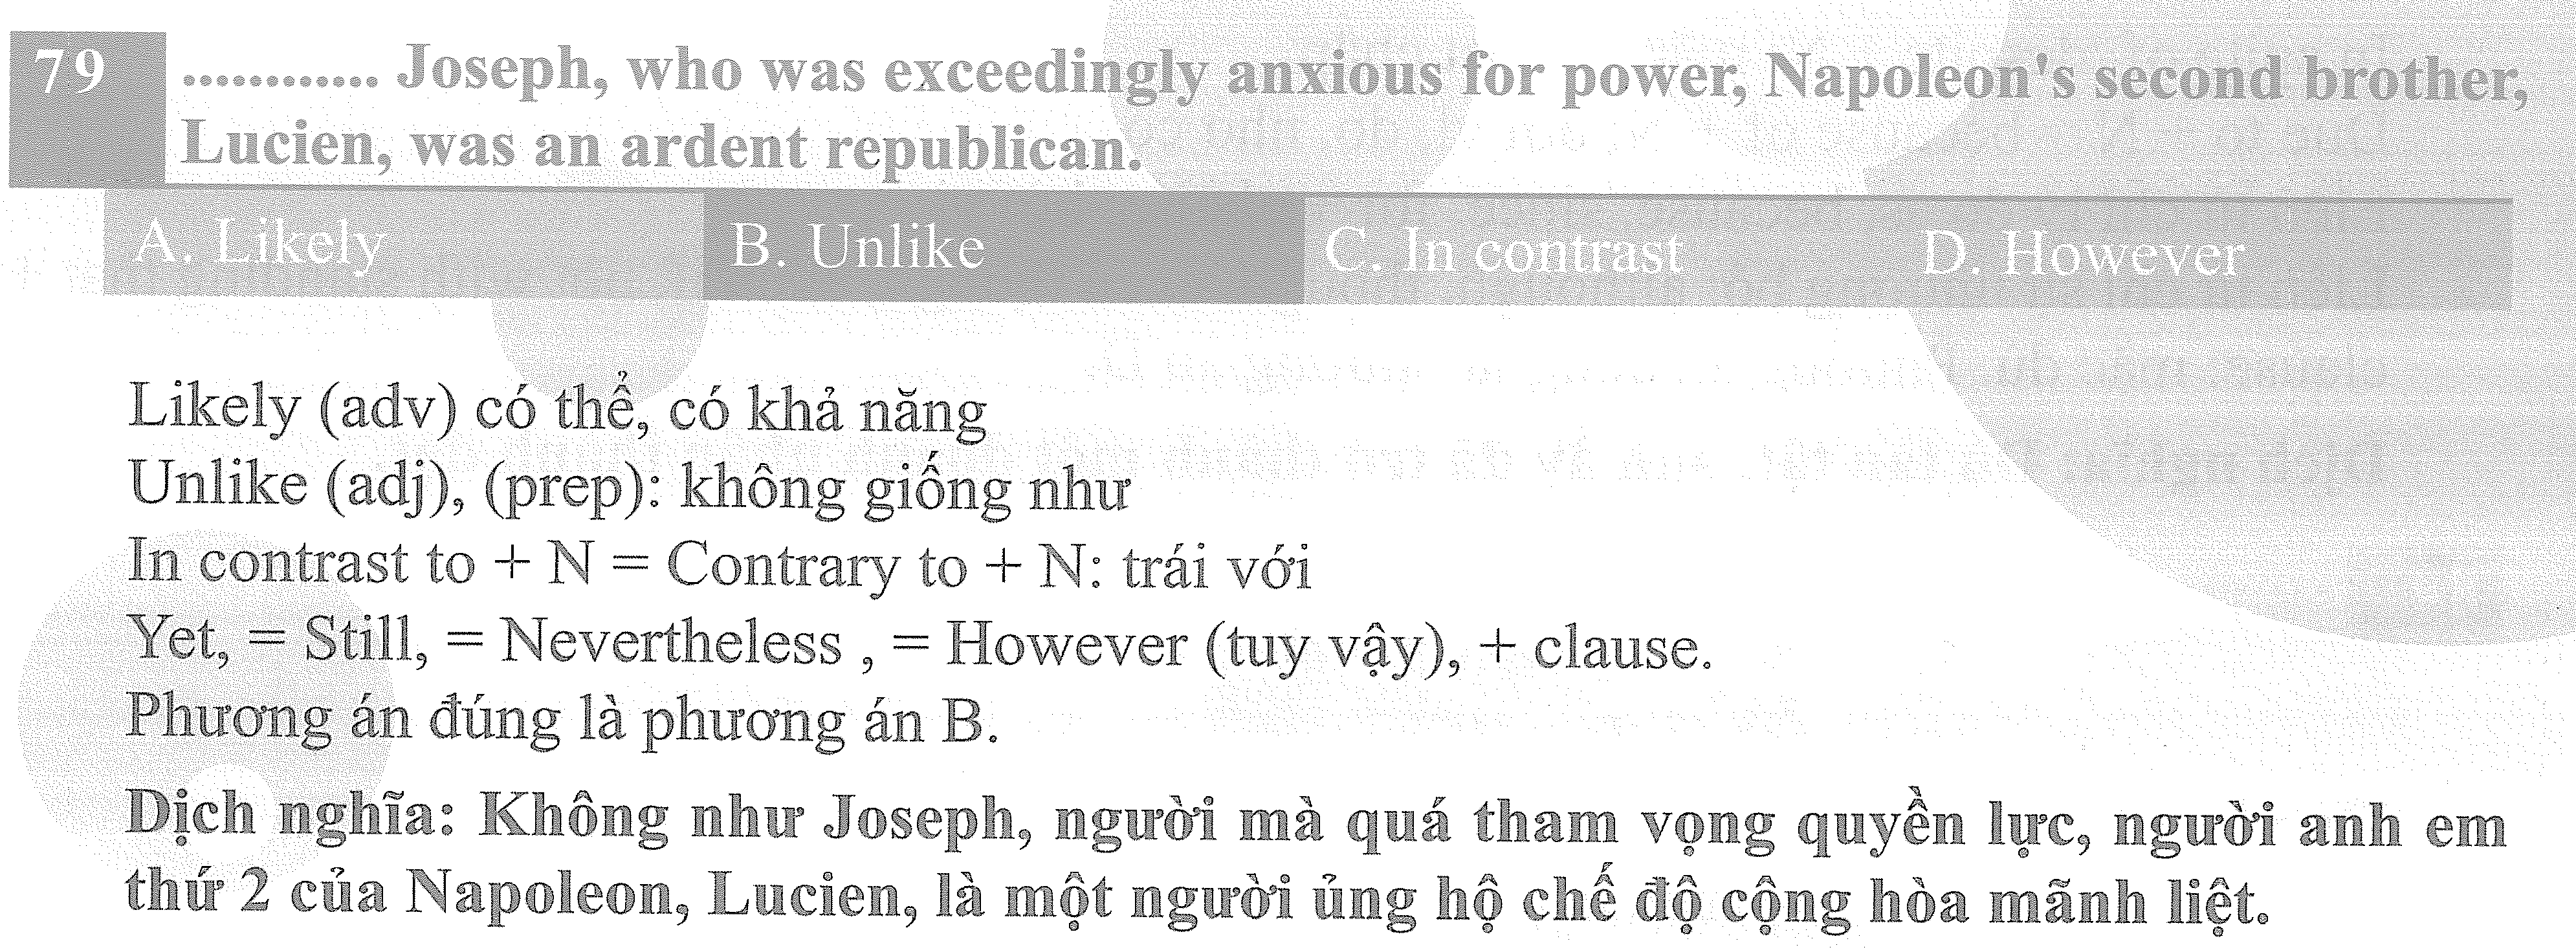 79 ............ Joseph, who was exceedingly anxious for power, Napoleon's second brother,
Lucien, was an ardent republican.
A. Likely B. Unlike C. In contrast D. However
Likely (adv) có thể, có khả năng
Unlike (adj), (prep): không giống như
In contrast to + N = Contrary to + N: trái với
Yet, = Still, = Nevertheless , = However (tuy vậy), + clause.
Phương án đúng là phương án B.
Dịch nghĩa: Không như Joseph, người mà quá tham vọng quyền lực, người anh em
thứ 2 của Napoleon, Lucien, là một người ủng hộ chế độ cộng hòa mãnh liệt.